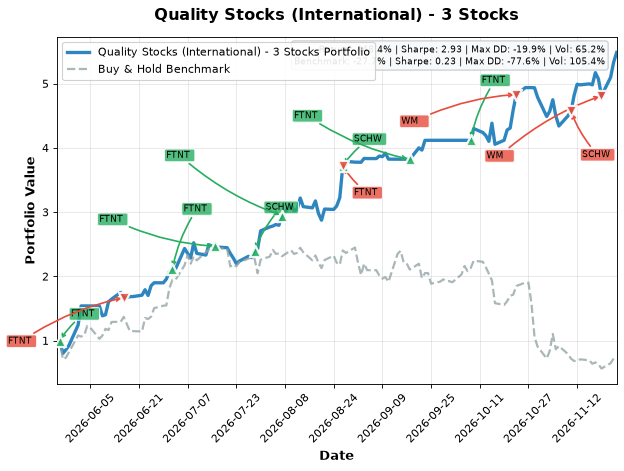 Quality Stocks (International) - 3 Stocks
Quality Stocks (International) - 3 Stocks Portfolio
Buy & Hold Benchmark
4% | Sharpe: 2.93 | Max DD: -19.9% | Vol: 65.2%
% | Sharpe: 0.23 | Max DD: -77.6% | Vol: 105.4%
FTNT
WM
FTNT
SCHW
FTNT
WM
SCHW
FTNT
SCHW
FTNT
FTNT
FTNT
FTNT
Portfolio Value
5
4
3
2
1
2026-06-05
2026-06-21
2026-07-07
2026-07-23
2026-08-08
2026-08-24
2026-09-09
2026-09-25
2026-10-11
2026-10-27
2026-11-12
Date